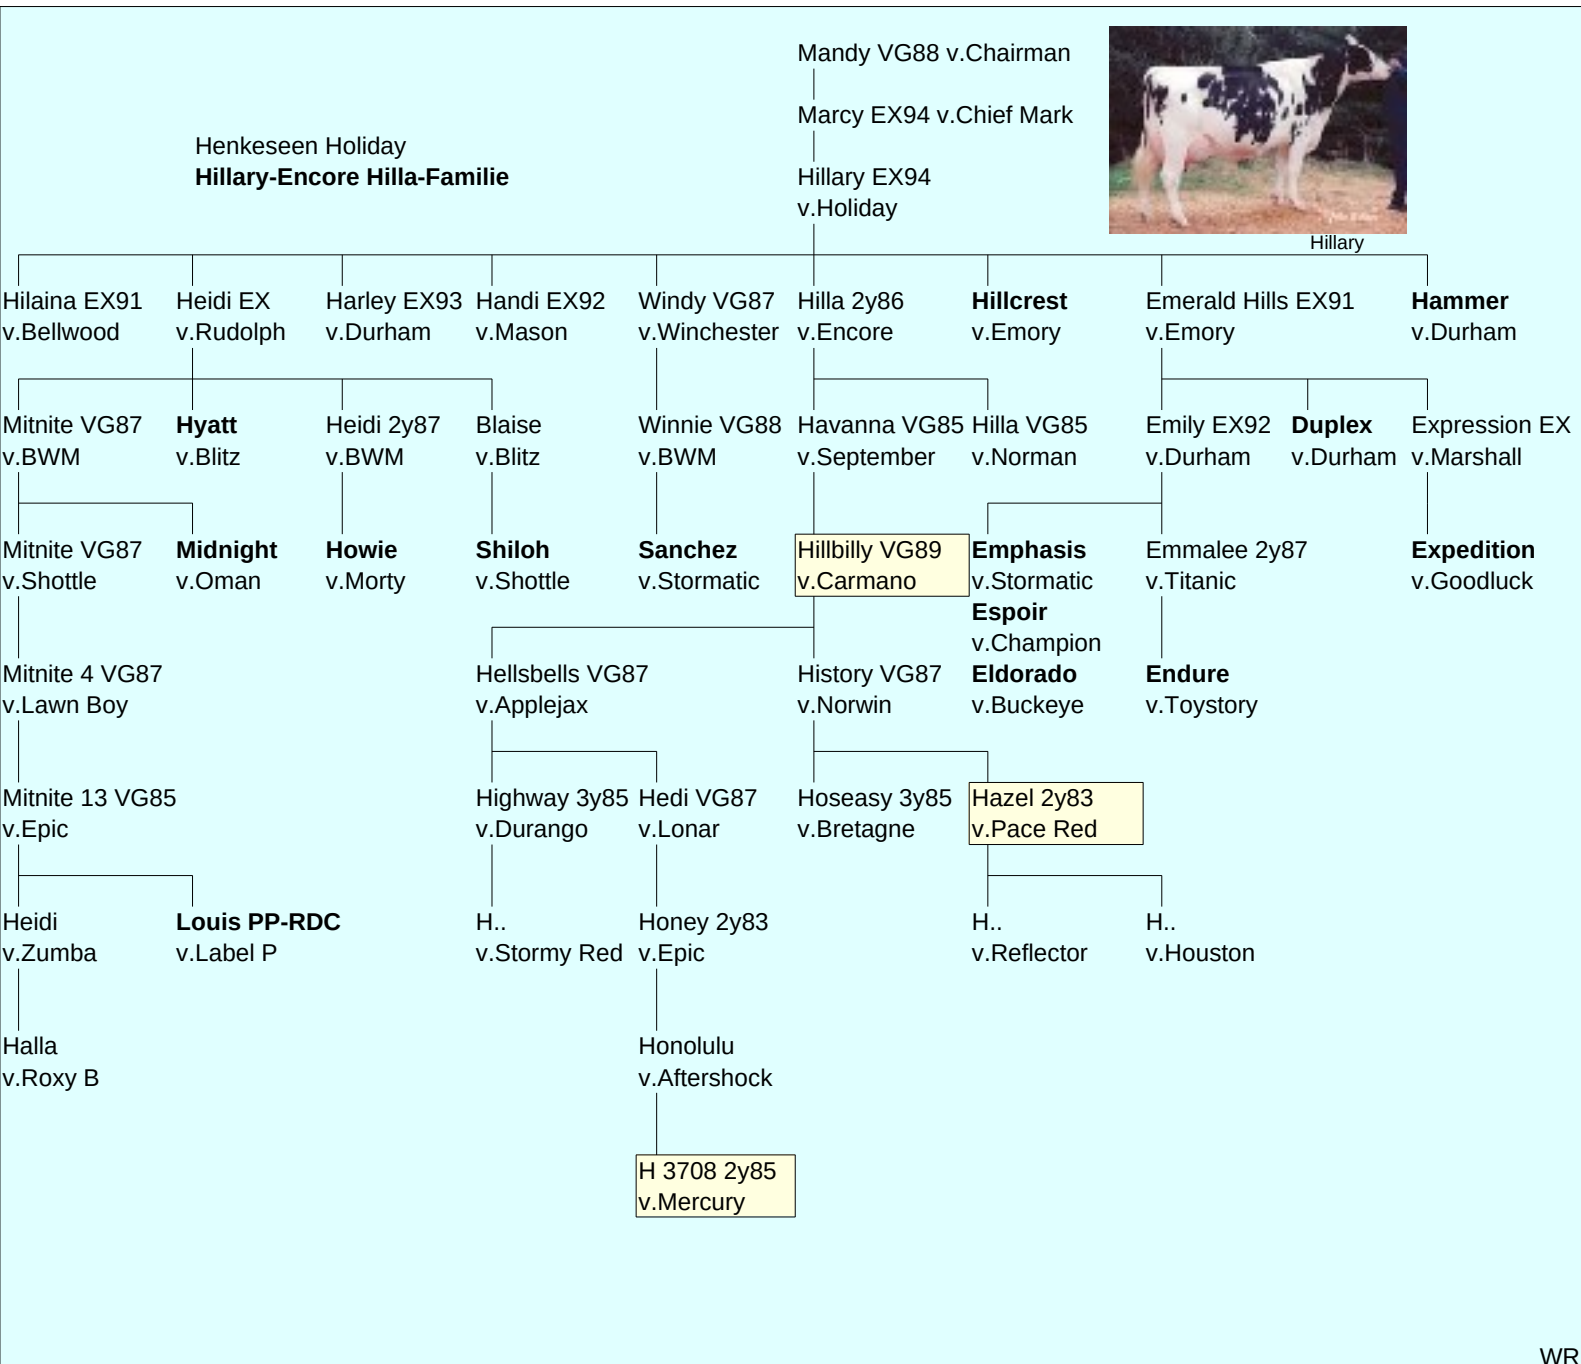 Mandy VG88 v.Chairman
Marcy EX94 v.Chief Mark
Henkeseen Holiday
Hillary-Encore Hilla-Familie
Hillary EX94
v.Holiday
Hillary
Hilaina EX91 Heidi EX Harley EX93 Handi EX92 Windy VG87 Hilla 2y86 Hillcrest Emerald Hills EX91 Hammer
v.Bellwood v.Rudolph v.Durham v.Mason v.Winchester v.Encore v.Emory v.Emory v.Durham
Mitnite VG87 Hyatt Heidi 2y87 Blaise Winnie VG88 Havanna VG85 Hilla VG85 Emily EX92 Duplex Expression EX
v.BWM v.Blitz v.BWM v.Blitz v.BWM v.September v.Norman v.Durham v.Durham v.Marshall
Mitnite VG87 Midnight Howie Shiloh Sanchez Hillbilly VG89 Emphasis Emmalee 2y87 Expedition
v.Shottle v.Oman v.Morty v.Shottle v.Stormatic v.Carmano v.Stormatic v.Titanic v.Goodluck
Espoir
v.Champion
Mitnite 4 VG87 Hellsbells VG87 History VG87 Eldorado Endure
v.Lawn Boy v.Applejax v.Norwin v.Buckeye v.Toystory
Mitnite 13 VG85 Highway 3y85 Hedi VG87 Hoseasy 3y85 Hazel 2y83
v.Epic v.Durango v.Lonar v.Bretagne v.Pace Red
Heidi Louis PP-RDC H.. Honey 2y83 H.. H..
v.Zumba v.Label P v.Stormy Red v.Epic v.Reflector v.Houston
Halla Honolulu
v.Roxy B v.Aftershock
H 3708 2y85
v.Mercury
WR